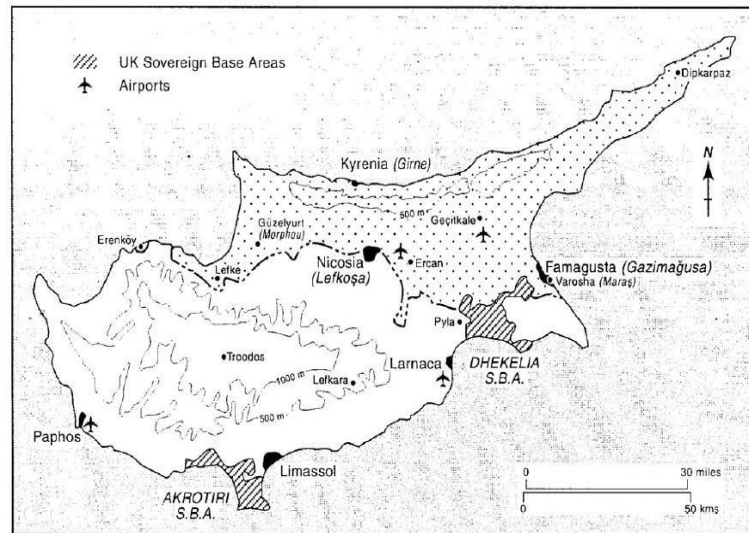 UK Sovereign Base Areas
Airports
Dipkarpaz
N
Kyrenia (Girne)
500 m
Geçitkale
Güzelyurt
(Morphou)
Erenköy
Ercan
Nicosia
(Lefkoşa)
Lefke
Famagusta (Gazimağusa)
Varosha (Maraş)
Pyla
Troodos
Larnaca
DHEKELIA
S.B.A.
1000 m
Lefkara
500 m
Paphos
Limassol
AKROTIRI
S.B.A.
0 30 miles
0 50 kms